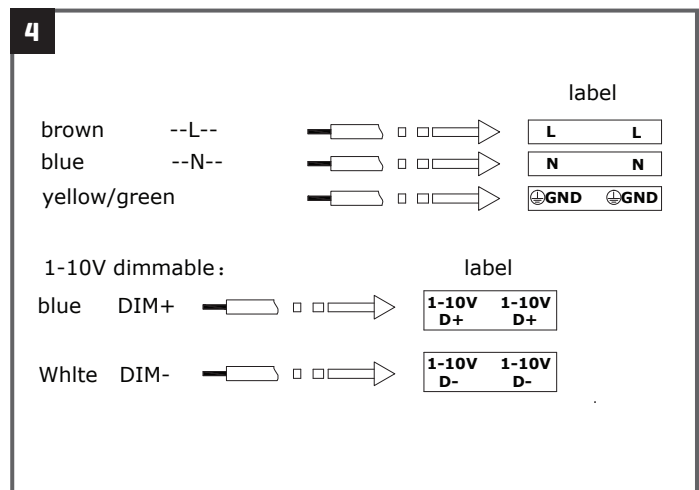 4
label
brown --L-- L L
blue --N-- N N
yellow/green GND GND
1-10V dimmable： label
blue DIM+ 1-10V 1-10V
D+ D+
Whlte DIM- 1-10V 1-10V
D- D-